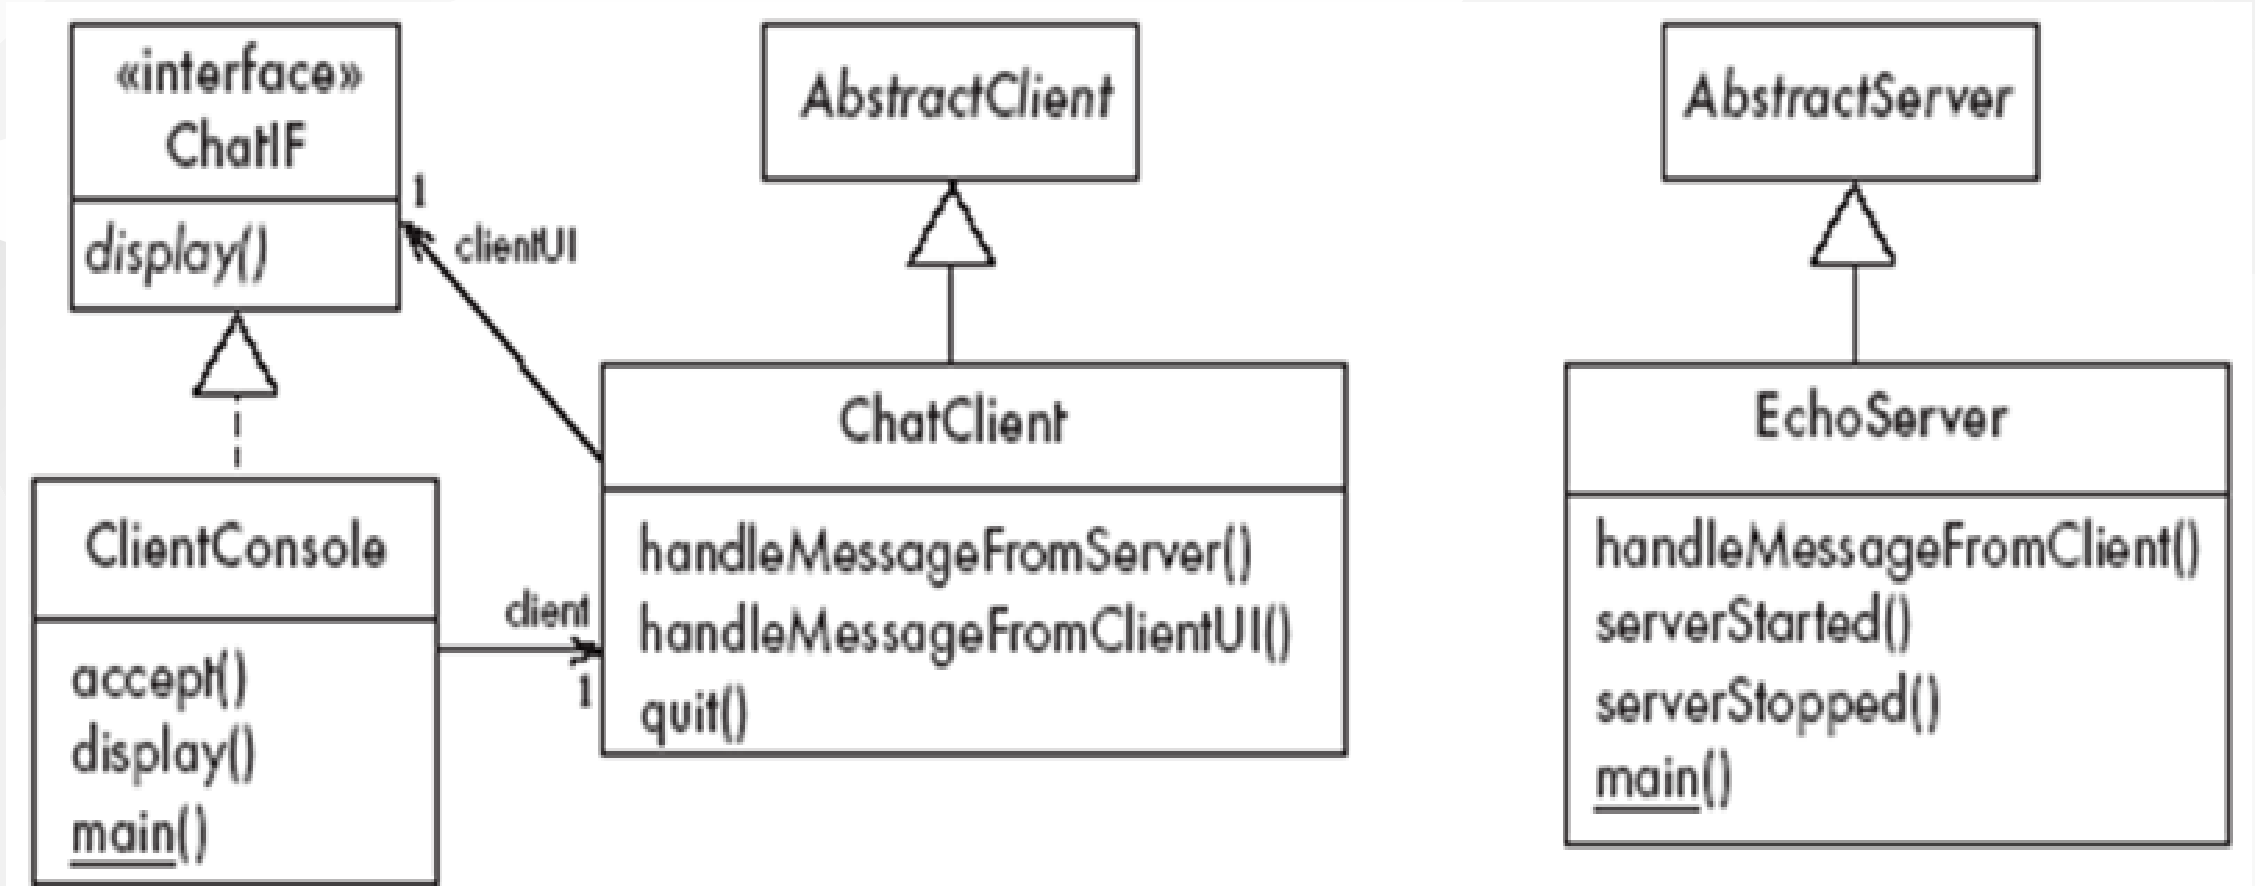 «interface»
ChatIF
display()
1
clientUI
AbstractClient
AbstractServer
ClientConsole
accept()
display()
main()
client
1
ChatClient
handleMessageFromServer()
handleMessageFromClientUI()
quit()
EchoServer
handleMessageFromClient()
serverStarted()
serverStopped()
main()